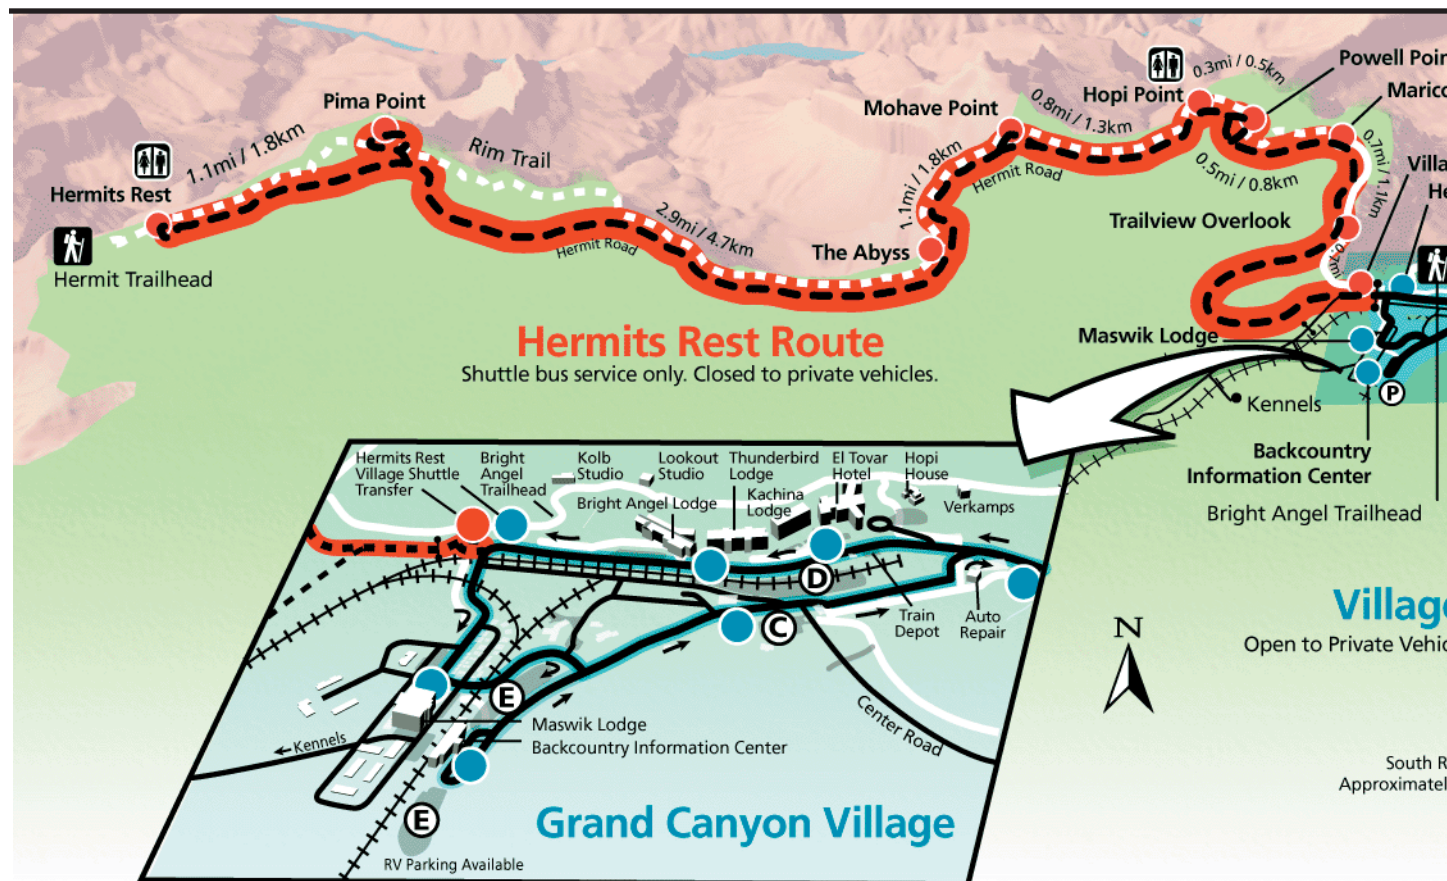 Powell Poin
0.3mi / 0.5km
Hopi Point
Marico
Pima Point
Mohave Point
0.8mi / 1.3km
1.1mi / 1.8km
Rim Trail
0.7mi / 1.1km
Hermits Rest
1.1mi / 1.8km
Hermit Road
0.5mi / 0.8km
Villa
He
2.9mi / 4.7km
Hermit Road
Trailview Overlook
The Abyss
Hermit Trailhead
0.7mi
Hermits Rest Route
Shuttle bus service only. Closed to private vehicles.
Maswik Lodge
P
Kennels
Backcountry
Information Center
Bright Angel Trailhead
Hermits Rest
Village Shuttle
Transfer
Bright
Angel
Trailhead
Kolb
Studio
Lookout
Studio
Thunderbird
Lodge
El Tovar
Hotel
Hopi
House
Bright Angel Lodge
Kachina
Lodge
Verkamps
D
C
Train
Depot
Auto
Repair
E
Maswik Lodge
Backcountry Information Center
Kennels
Center Road
E
Grand Canyon Village
RV Parking Available
N
Village
Open to Private Vehic
South R
Approximatel